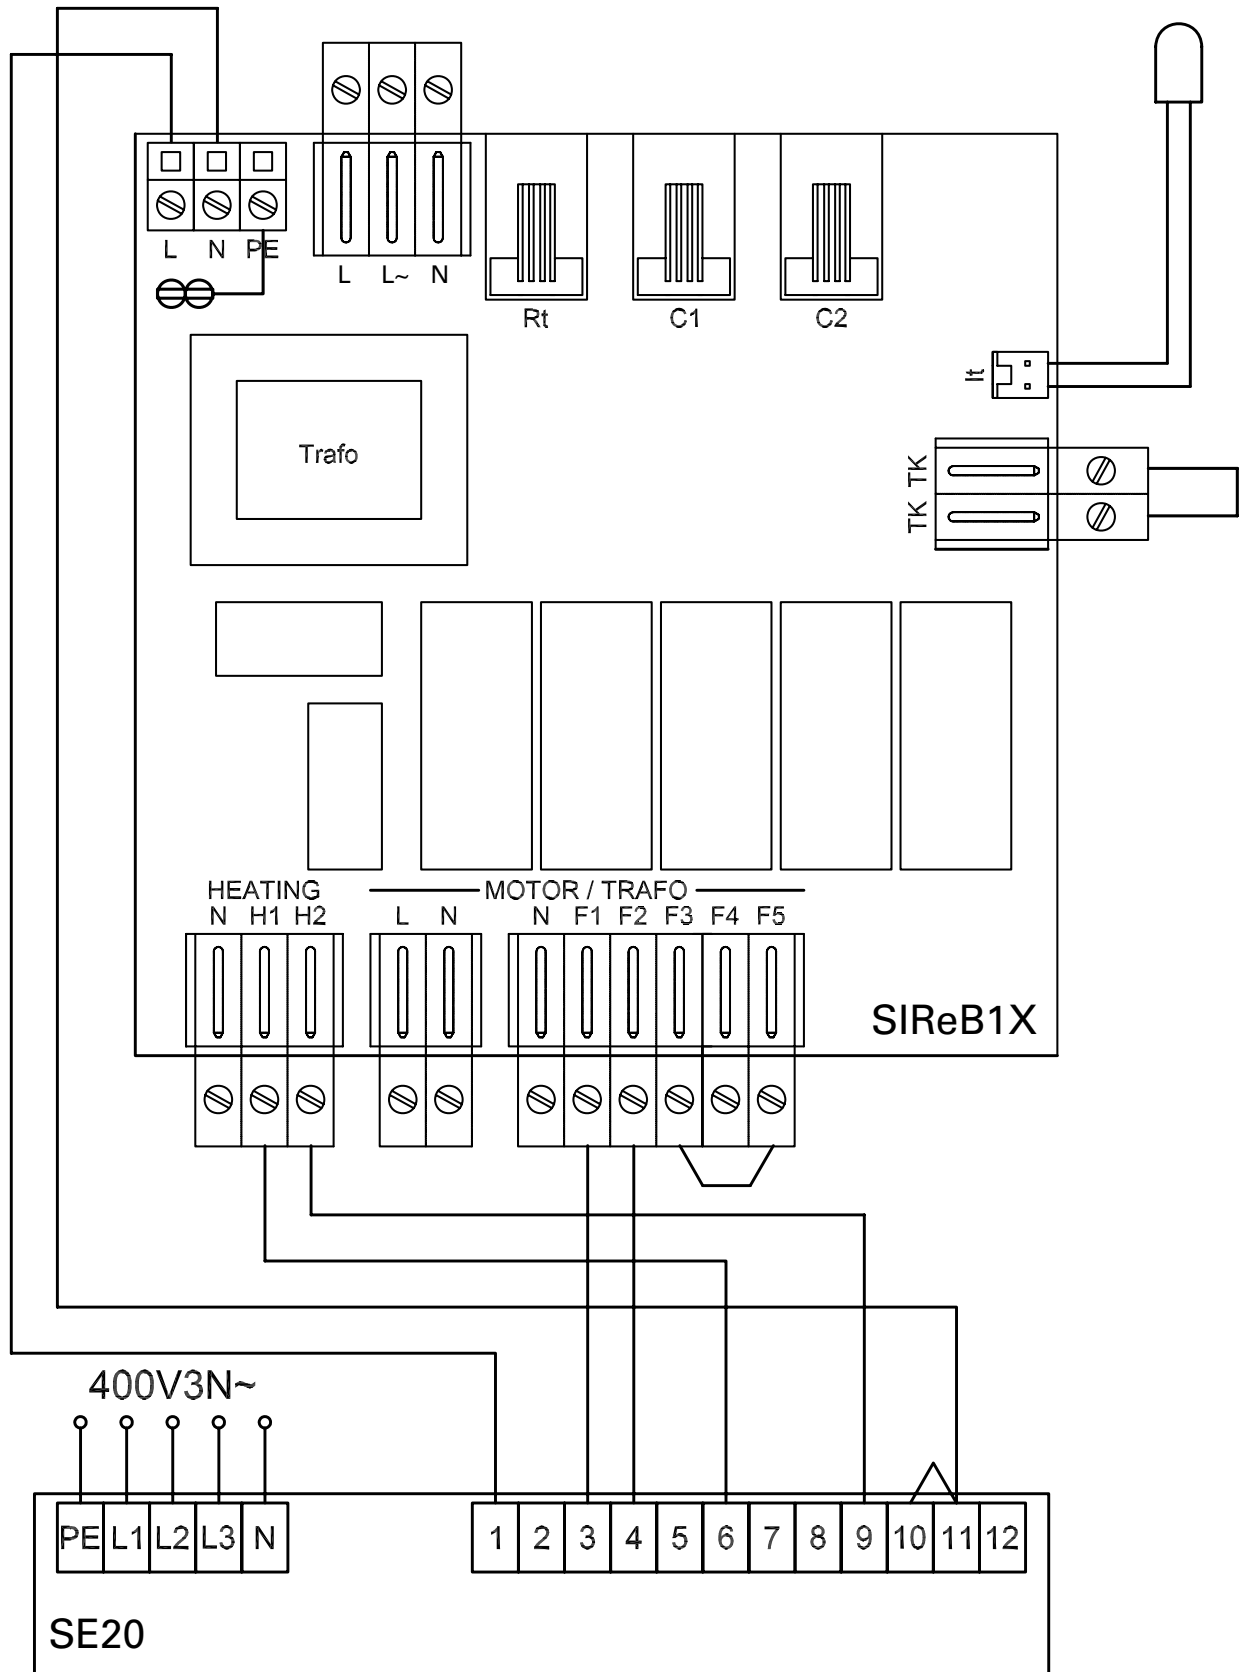 L N PE
L L~ N
Rt C1 C2
It
Trafo
TK
TK
HEATING
MOTOR / TRAFO
N H1 H2 L N N F1 F2 F3 F4 F5
SIReB1X
400V3N~
PE L1 L2 L3 N 1 2 3 4 5 6 7 8 9 10 11 12
SE20